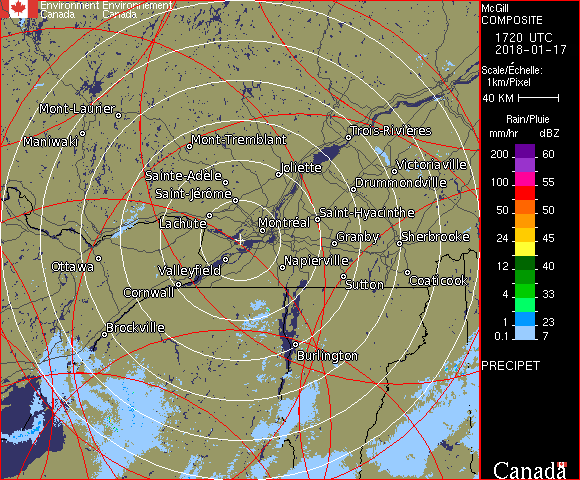 Environment Environnement
Canada Canada
Mont-Laurier
Maniwaki
Mont-Tremblant
Trois-Rivières
Sainte-Adèle
Joliette
Victoriaville
Saint-Jérôme
Drummondville
Lachute
Montréal
Saint-Hyacinthe
Granby
Sherbrooke
Ottawa
Valleyfield
Napierville
Cornwall
Sutton
Coaticook
Brockville
Burlington
McGill
COMPOSITE
1720 UTC
2018-01-17
Scale/Échelle:
1km/Pixel
40 KM
Rain/Pluie
mm/hr dBZ
200 60
150 57
100 55
50 50
24 45
12 40
4 33
1 23
0.1 7
PRECIPET
Canada